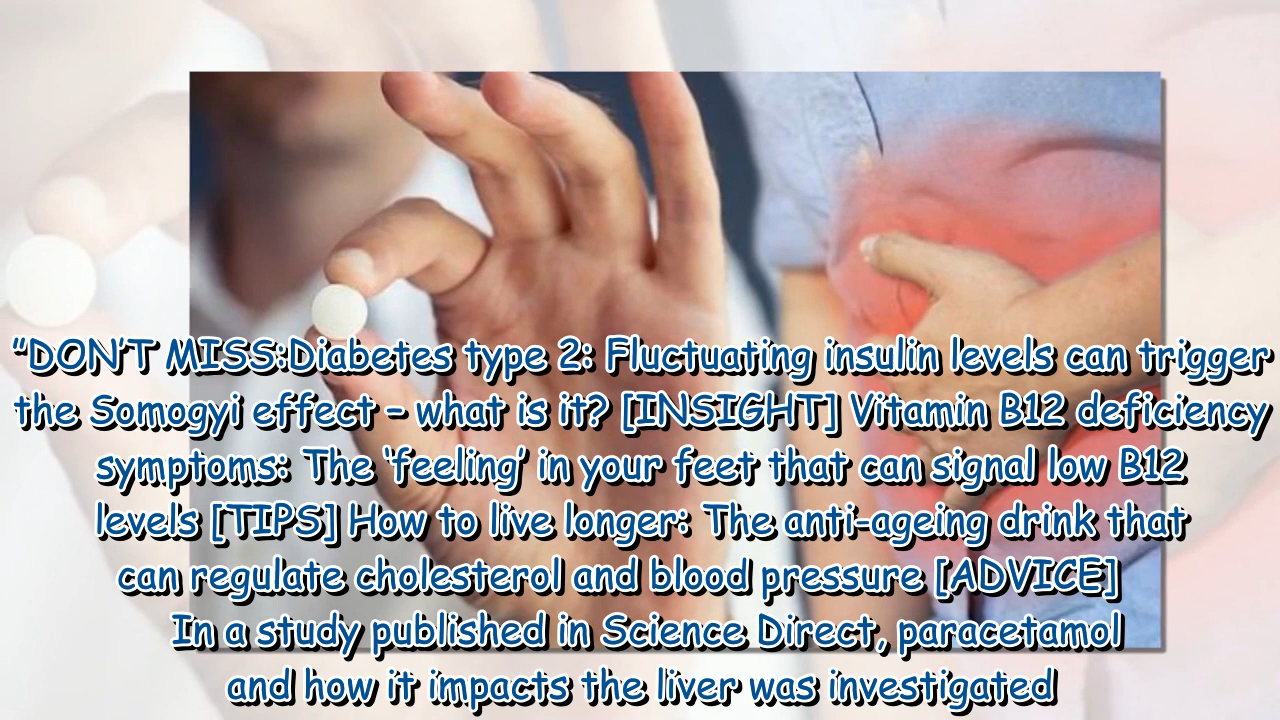 "DON'T MISS:Diabetes type 2: Fluctuating insulin levels can trigger
the Somogyi effect – what is it? [INSIGHT] Vitamin B12 deficiency
symptoms: The ‘feeling’ in your feet that can signal low B12
levels [TIPS] How to live longer: The anti-ageing drink that
can regulate cholesterol and blood pressure [ADVICE]
In a study published in Science Direct, paracetamol
and how it impacts the liver was investigated